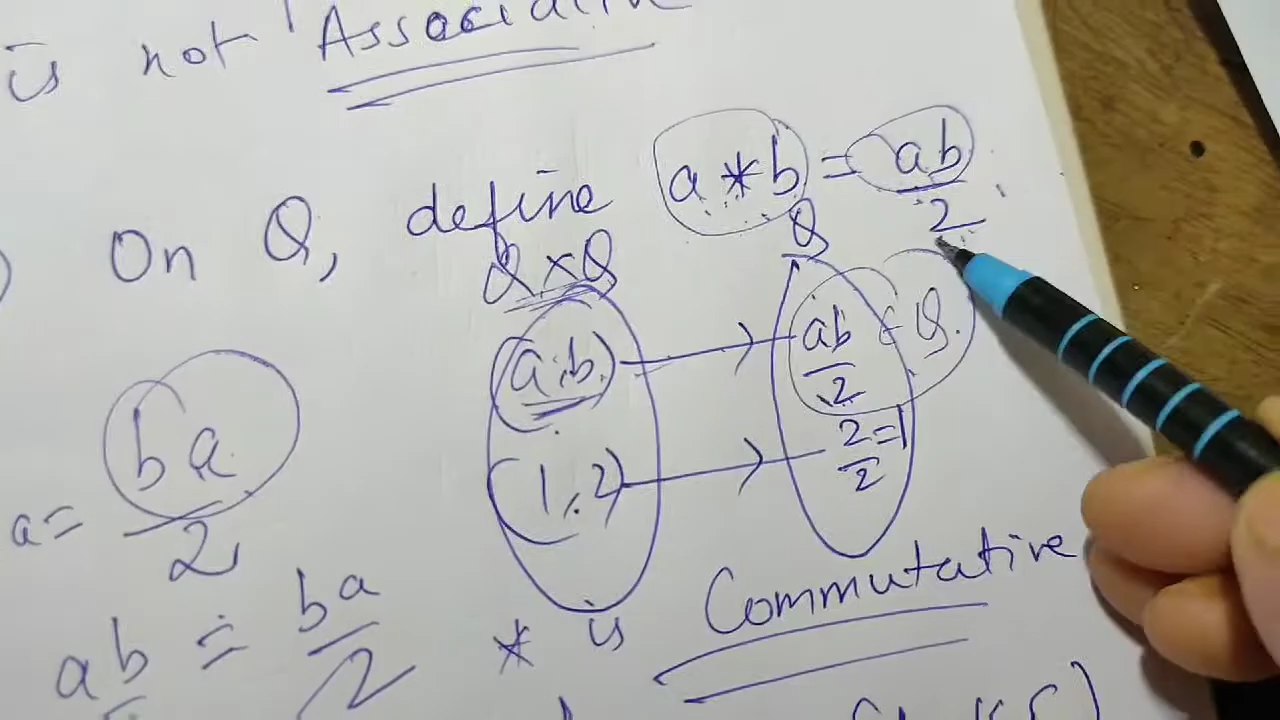 is not Associative
On Q, define a * b = ab/2.
Q × Q Q
(a, b) → ab/2 ∈ Q.
(1, 2) → 2/2 = 1
a = ba/2
ab = ba/2
* is Commutative